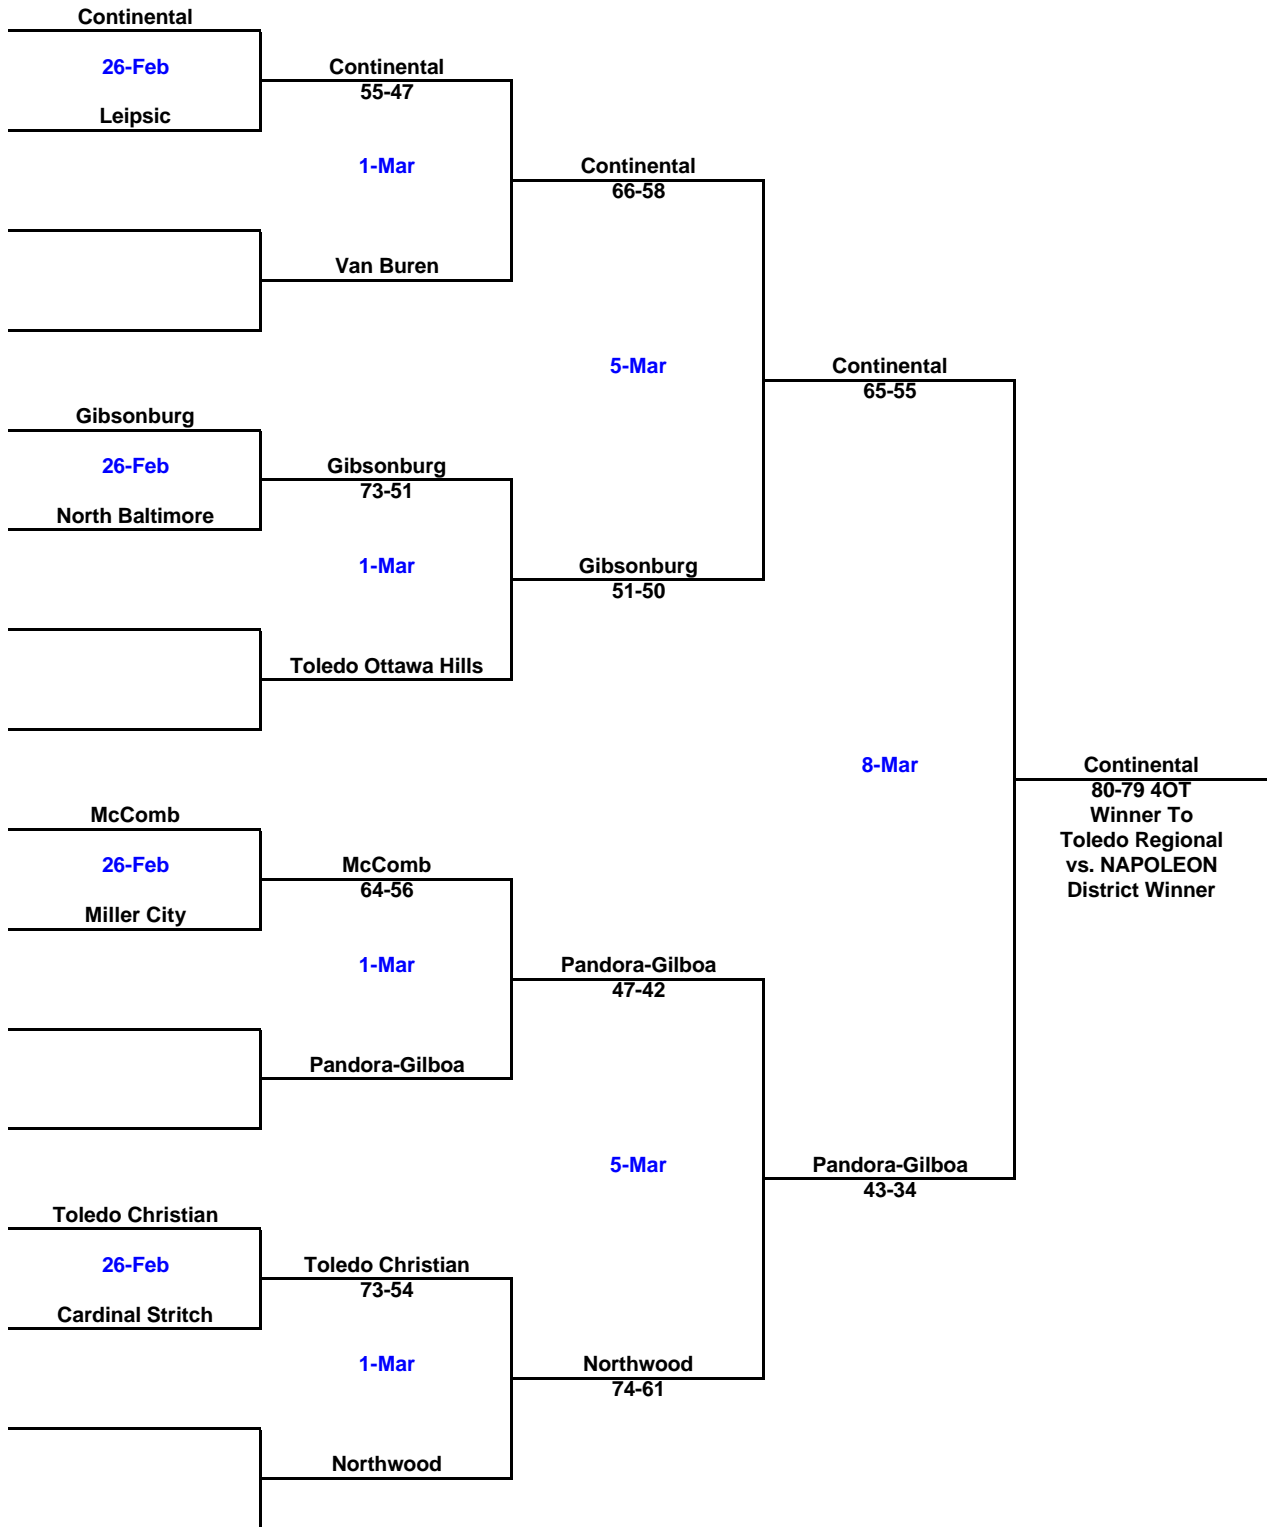 Continental
26-Feb
Leipsic
Continental
55-47
1-Mar
Van Buren
Continental
66-58
5-Mar
Gibsonburg
26-Feb
North Baltimore
Gibsonburg
73-51
1-Mar
Toledo Ottawa Hills
Gibsonburg
51-50
Continental
65-55
8-Mar
McComb
26-Feb
Miller City
McComb
64-56
1-Mar
Pandora-Gilboa
Pandora-Gilboa
47-42
5-Mar
Toledo Christian
26-Feb
Cardinal Stritch
Toledo Christian
73-54
1-Mar
Northwood
Northwood
74-61
Pandora-Gilboa
43-34
Continental
80-79 4OT
Winner To
Toledo Regional
vs. NAPOLEON
District Winner